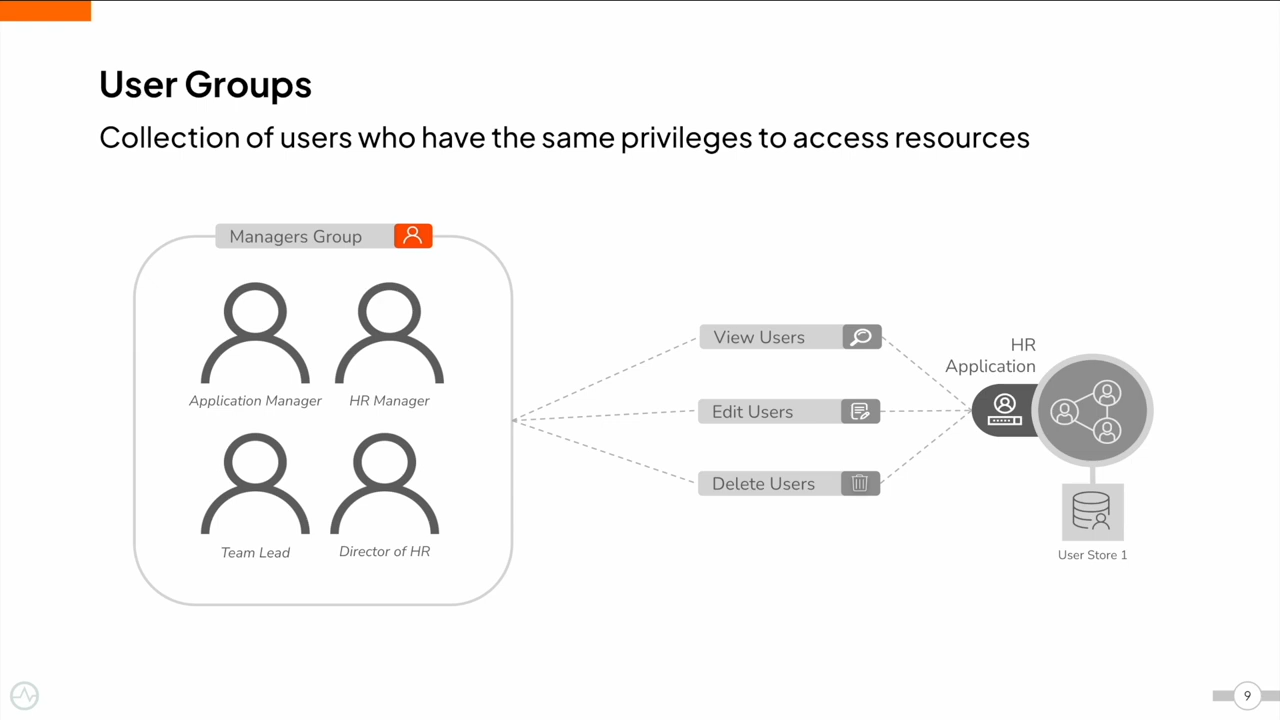 User Groups
Collection of users who have the same privileges to access resources
Managers Group
Application Manager
HR Manager
Team Lead
Director of HR
View Users
Edit Users
Delete Users
HR
Application
User Store 1
9